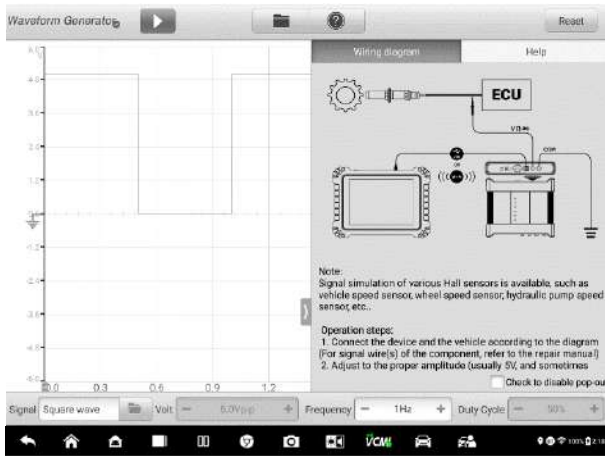 Waveform Generator
Reset
Wiring diagram
Help
ECU
COM
Note:
Signal simulation of various Hall sensors is available, such as
vehicle speed sensor, wheel speed sensor, hydraulic pump speed
sensor, etc..
Operation steps:
1. Connect the device and the vehicle according to the diagram
(For signal wire(s) of the component, refer to the repair manual)
2. Adjust to the proper amplitude (usually 5V, and sometimes
Check to disable pop-ou
0.0 0.3 0.6 0.9 1.2
Signal Square wave Volt - + Frequency - 1Hz + Duty Cycle - 50% +
VCMI 100%